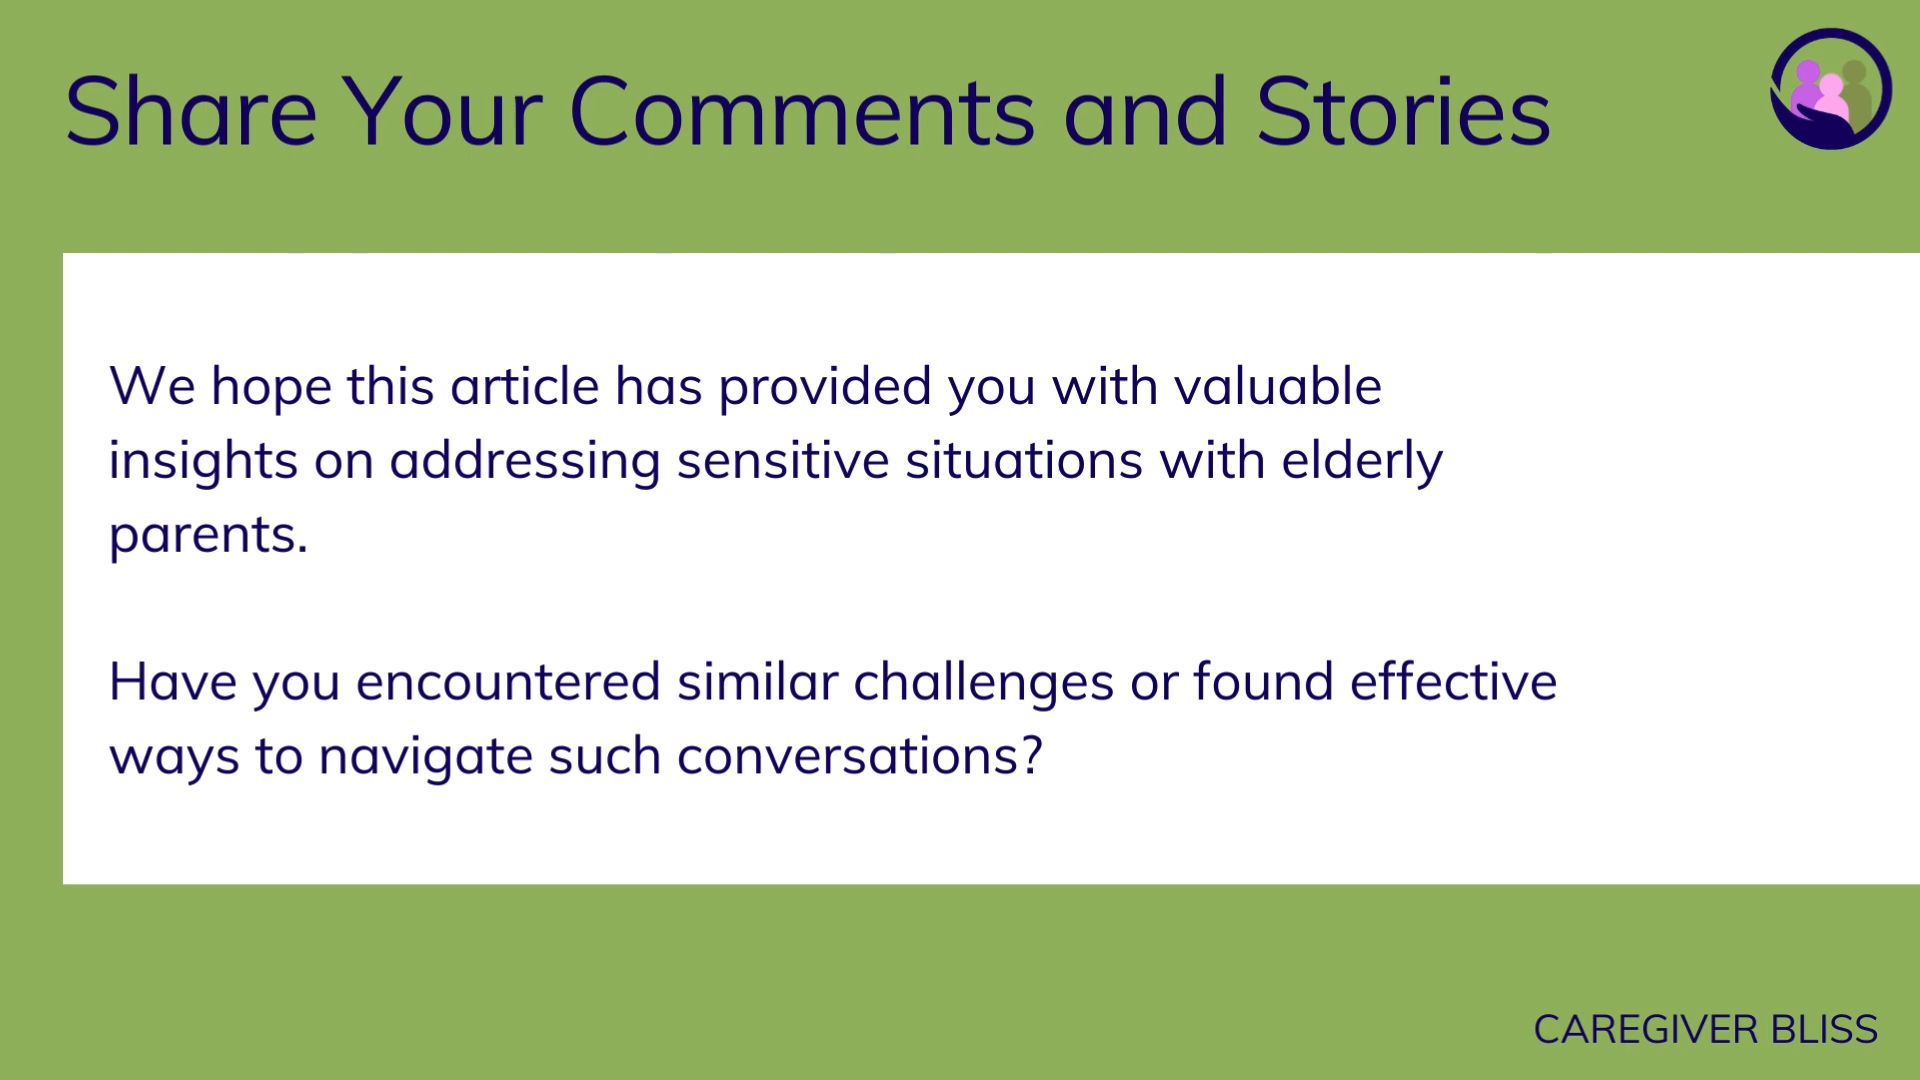 Share Your Comments and Stories
We hope this article has provided you with valuable
insights on addressing sensitive situations with elderly
parents.
Have you encountered similar challenges or found effective
ways to navigate such conversations?
CAREGIVER BLISS